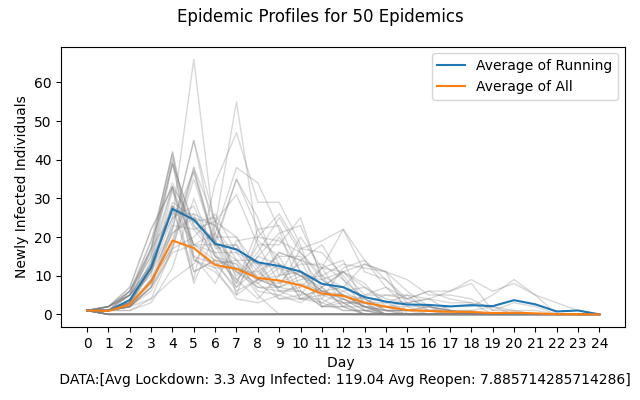 Epidemic Profiles for 50 Epidemics
Average of Running
Average of All
Newly Infected Individuals
60
50
40
30
20
10
0
0 1 2 3 4 5 6 7 8 9 10 11 12 13 14 15 16 17 18 19 20 21 22 23 24
Day
DATA:[Avg Lockdown: 3.3 Avg Infected: 119.04 Avg Reopen: 7.885714285714286]